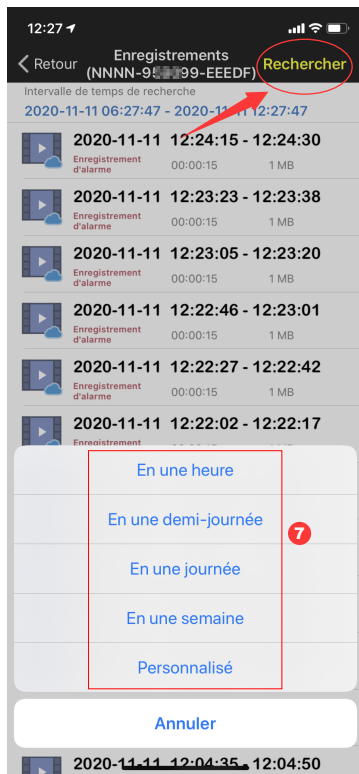 12:27
Retour
Enregistrements
(NNNN-95 99-EEEDF)
Rechercher
Intervalle de temps de recherche
2020-11-11 06:27:47 - 2020-11-11 12:27:47
2020-11-11 12:24:15 - 12:24:30
Enregistrement
d'alarme
00:00:15 1 MB
2020-11-11 12:23:23 - 12:23:38
Enregistrement
d'alarme
00:00:15 1 MB
2020-11-11 12:23:05 - 12:23:20
Enregistrement
d'alarme
00:00:15 1 MB
2020-11-11 12:22:46 - 12:23:01
Enregistrement
d'alarme
00:00:15 1 MB
2020-11-11 12:22:27 - 12:22:42
Enregistrement
d'alarme
00:00:15 1 MB
2020-11-11 12:22:02 - 12:22:17
Enregistrement
En une heure
En une demi-journée
7
En une journée
En une semaine
Personnalisé
Annuler
2020-11-11 12:04:35 - 12:04:50